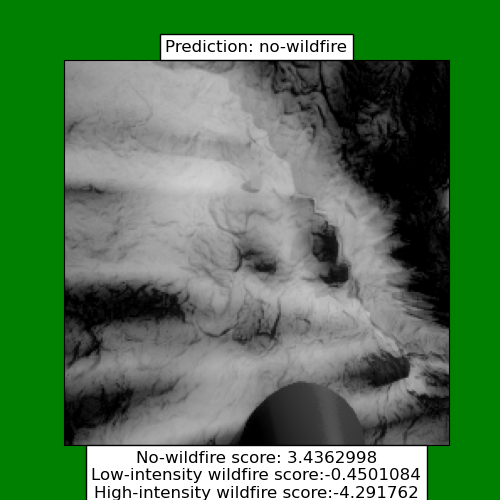 Prediction: no-wildfire
No-wildfire score: 3.4362998
Low-intensity wildfire score:-0.4501084
High-intensity wildfire score:-4.291762